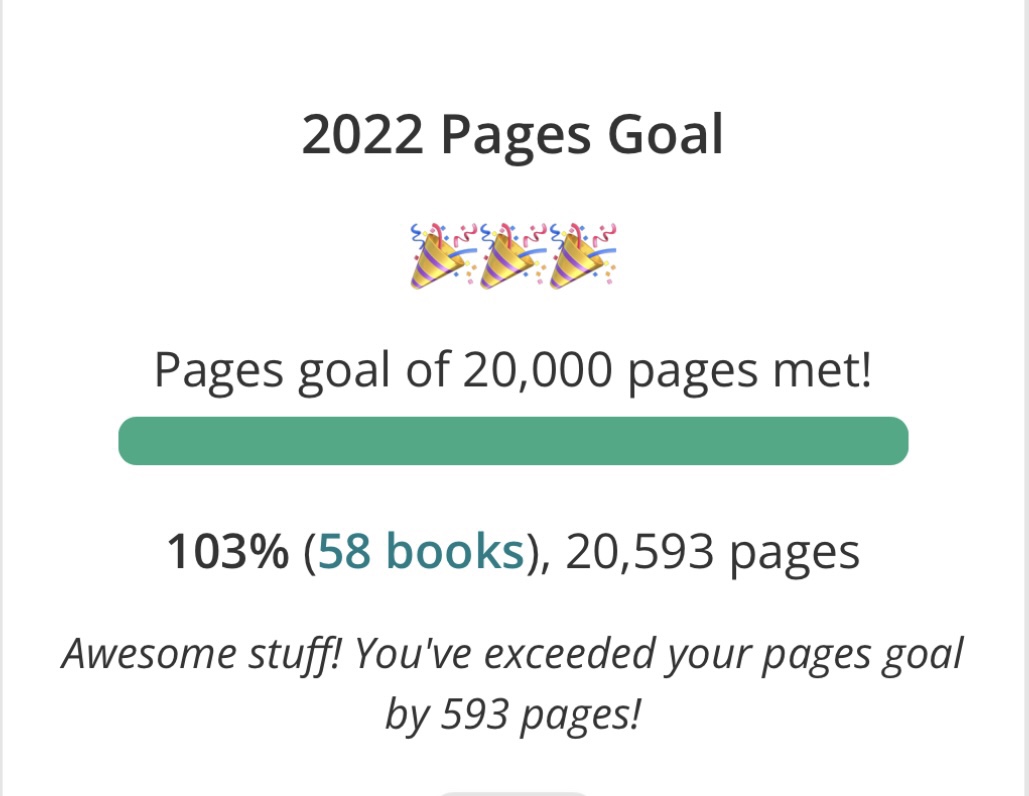 2022 Pages Goal
🎉🎉🎉
Pages goal of 20,000 pages met!
103% (58 books), 20,593 pages
Awesome stuff! You've exceeded your pages goal
by 593 pages!